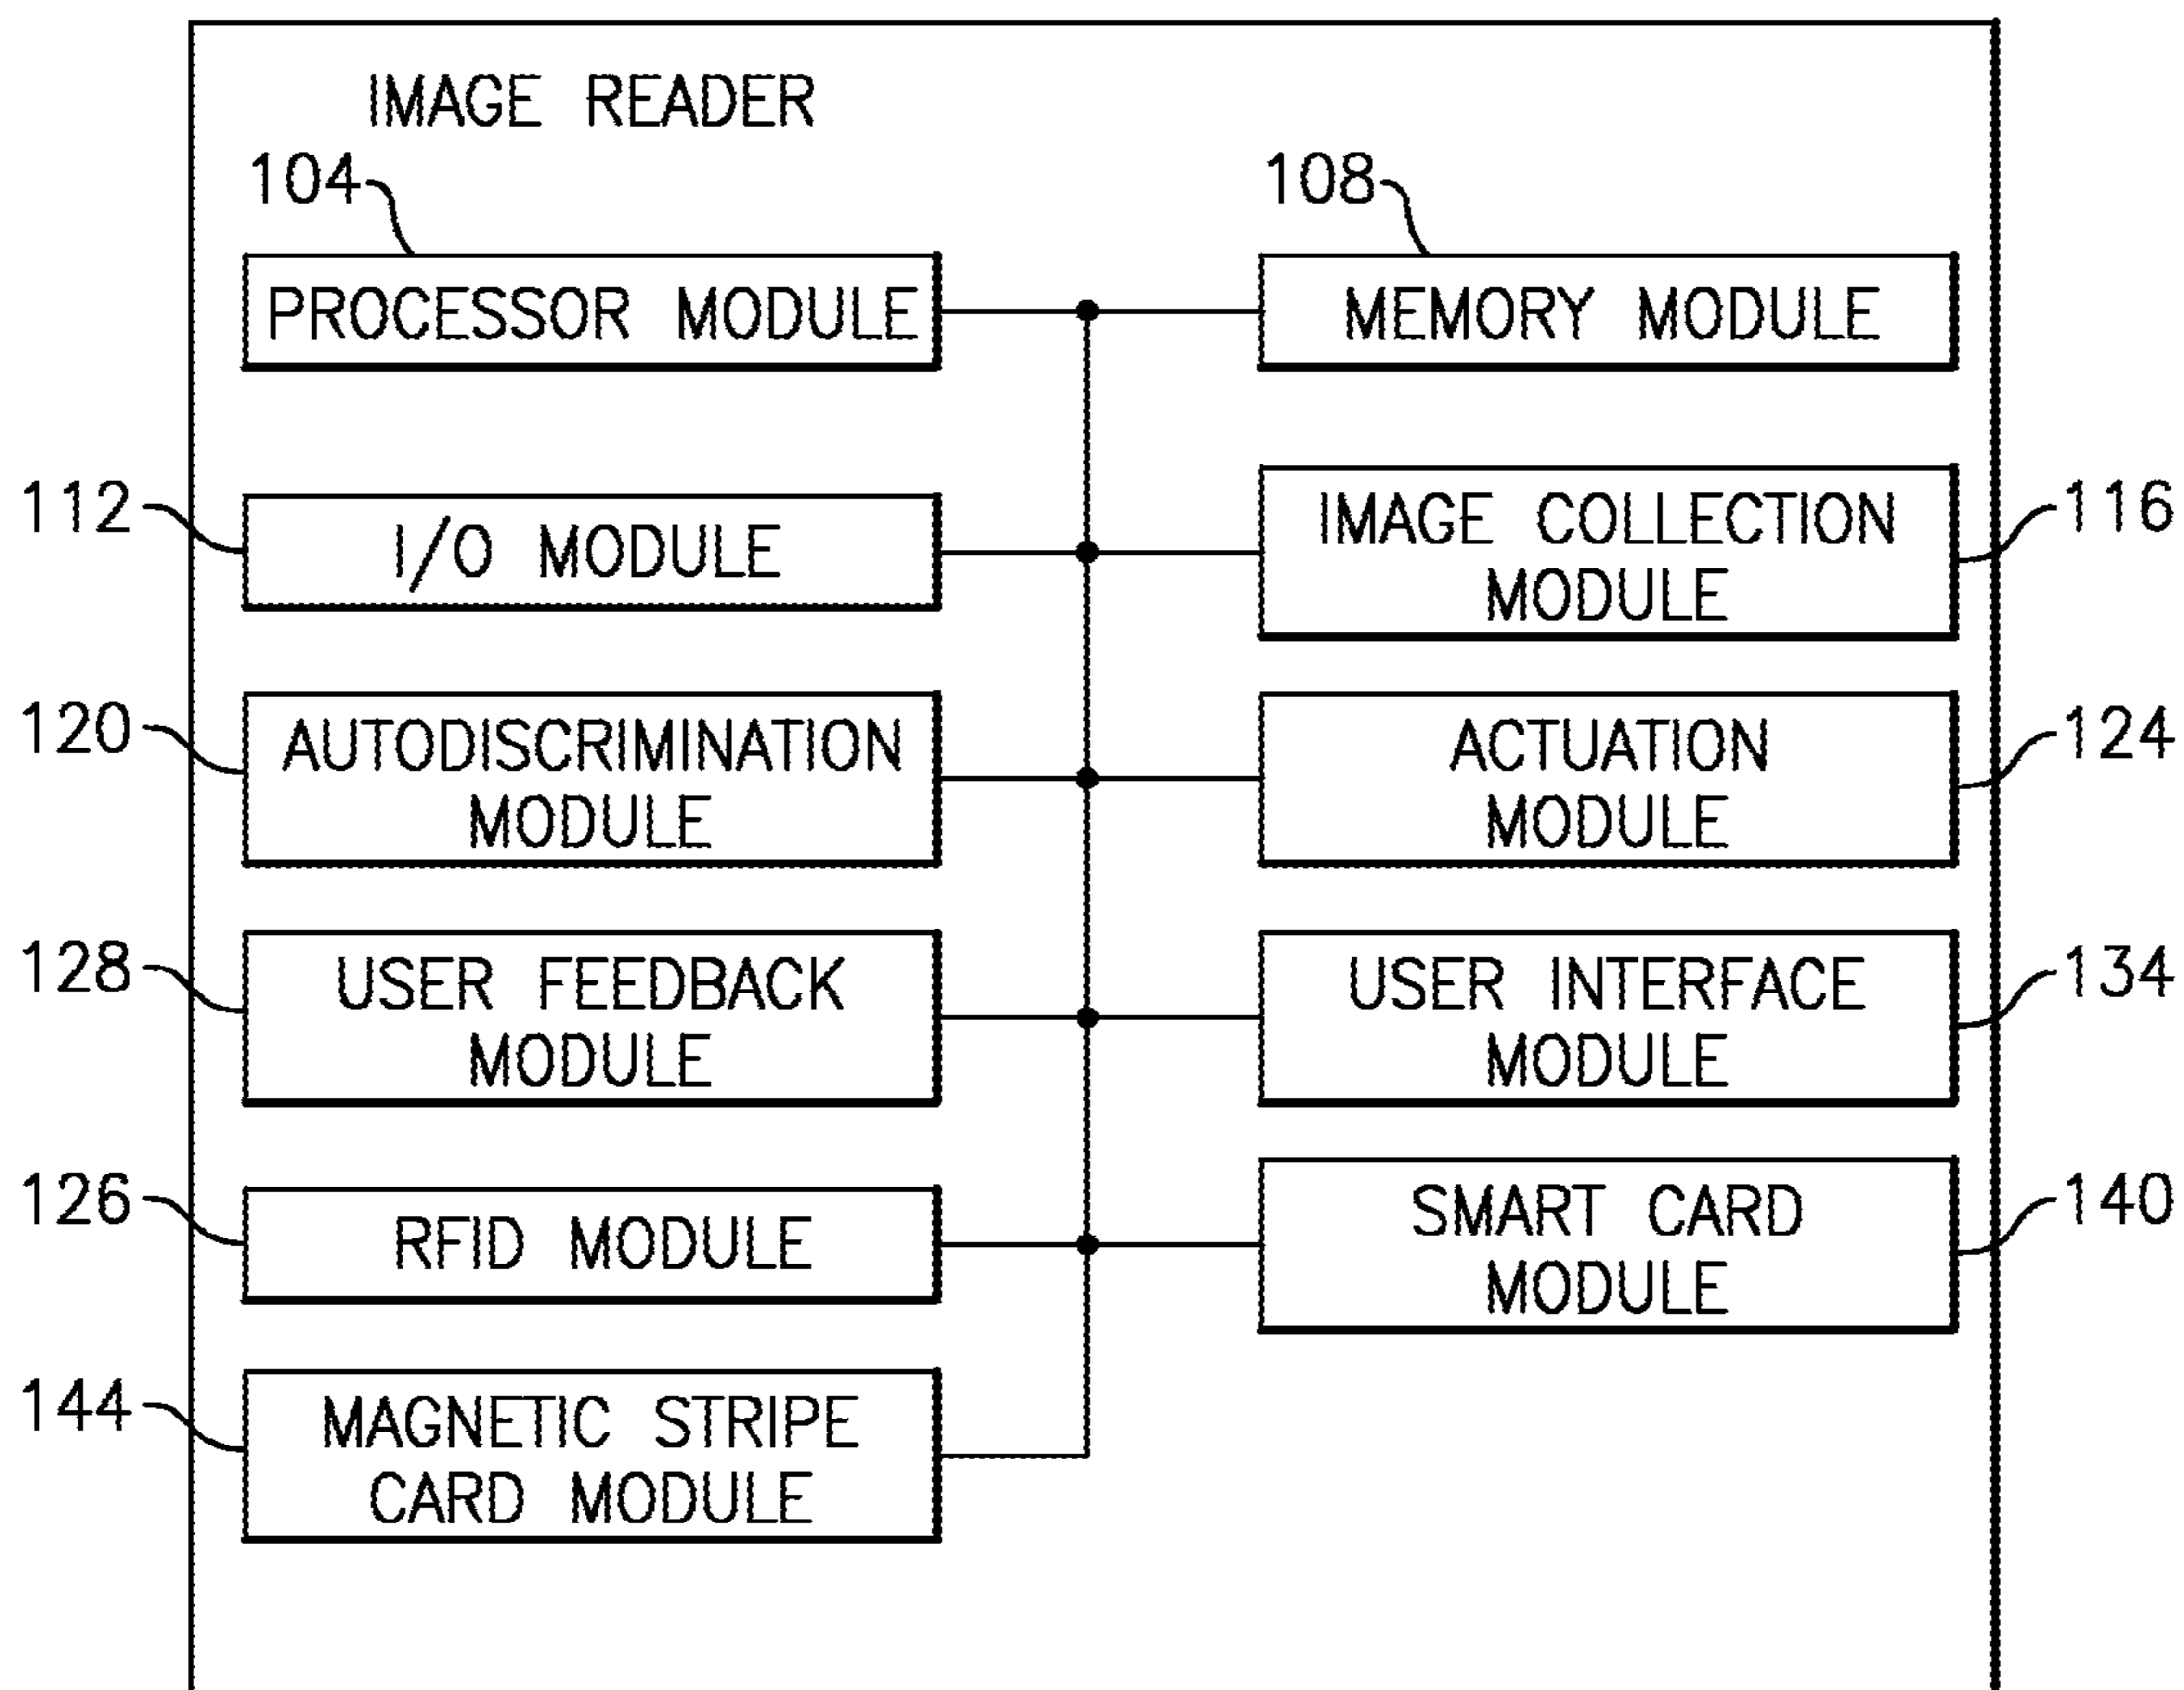 IMAGE READER
104
108
PROCESSOR MODULE
MEMORY MODULE
112
I/O MODULE
IMAGE COLLECTION
MODULE
116
120
AUTODISCRIMINATION
MODULE
ACTUATION
MODULE
124
128
USER FEEDBACK
MODULE
USER INTERFACE
MODULE
134
126
RFID MODULE
SMART CARD
MODULE
140
144
MAGNETIC STRIPE
CARD MODULE